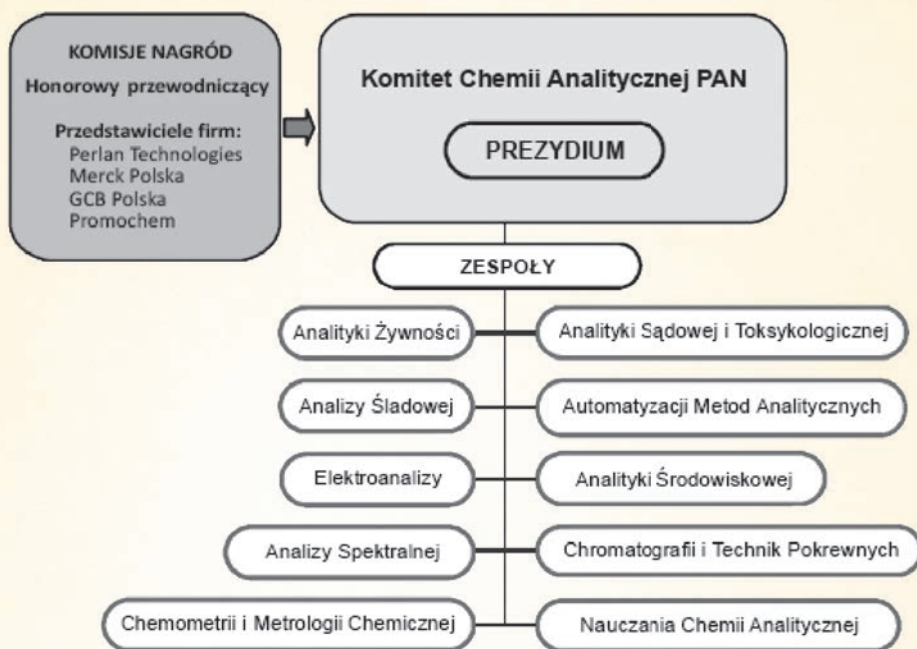 KOMISJE NAGRÓD
Honorowy przewodniczący
Przedstawiciele firm:
Perlan Technologies
Merck Polska
GCB Polska
Promochem
Komitet Chemii Analitycznej PAN
PREZYDIUM
ZESPOŁY
Analityki Żywności
Analityki Sądowej i Toksykologicznej
Analizy Śladowej
Automatyzacji Metod Analitycznych
Elektroanalizy
Analityki Środowiskowej
Analizy Spektralnej
Chromatografii i Technik Pokrewnych
Chemometrii i Metrologii Chemicznej
Nauczania Chemii Analitycznej